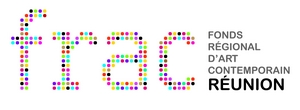 frac
FONDS
RÉGIONAL
D'ART
CONTEMPORAIN
RÉUNION